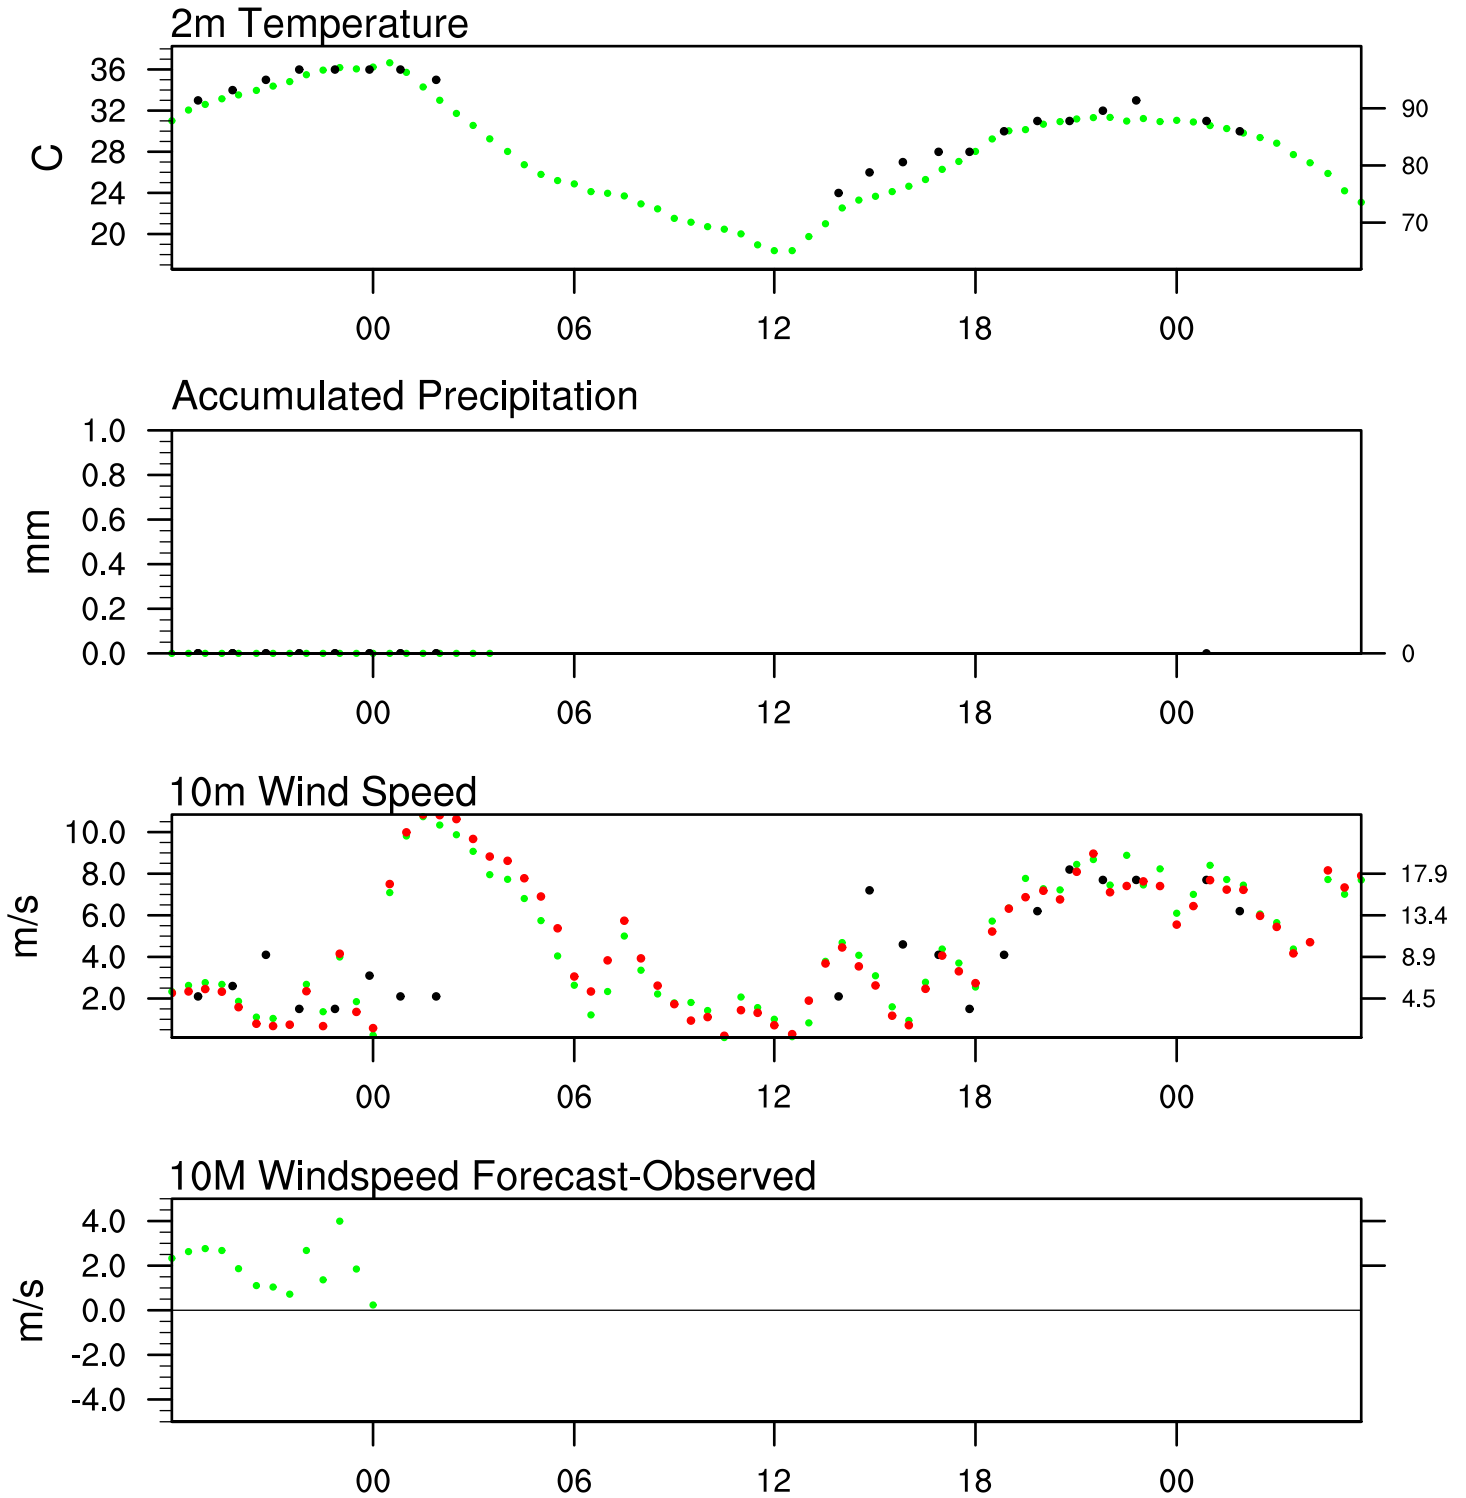 2m Temperature
36
32
28
24
20
C
90
80
70
00 06 12 18 00
Accumulated Precipitation
1.0
0.8
0.6
0.4
0.2
0.0
mm
0
00 06 12 18 00
10m Wind Speed
10.0
8.0
6.0
4.0
2.0
m/s
17.9
13.4
8.9
4.5
00 06 12 18 00
10M Windspeed Forecast-Observed
4.0
2.0
0.0
-2.0
-4.0
m/s
00 06 12 18 00